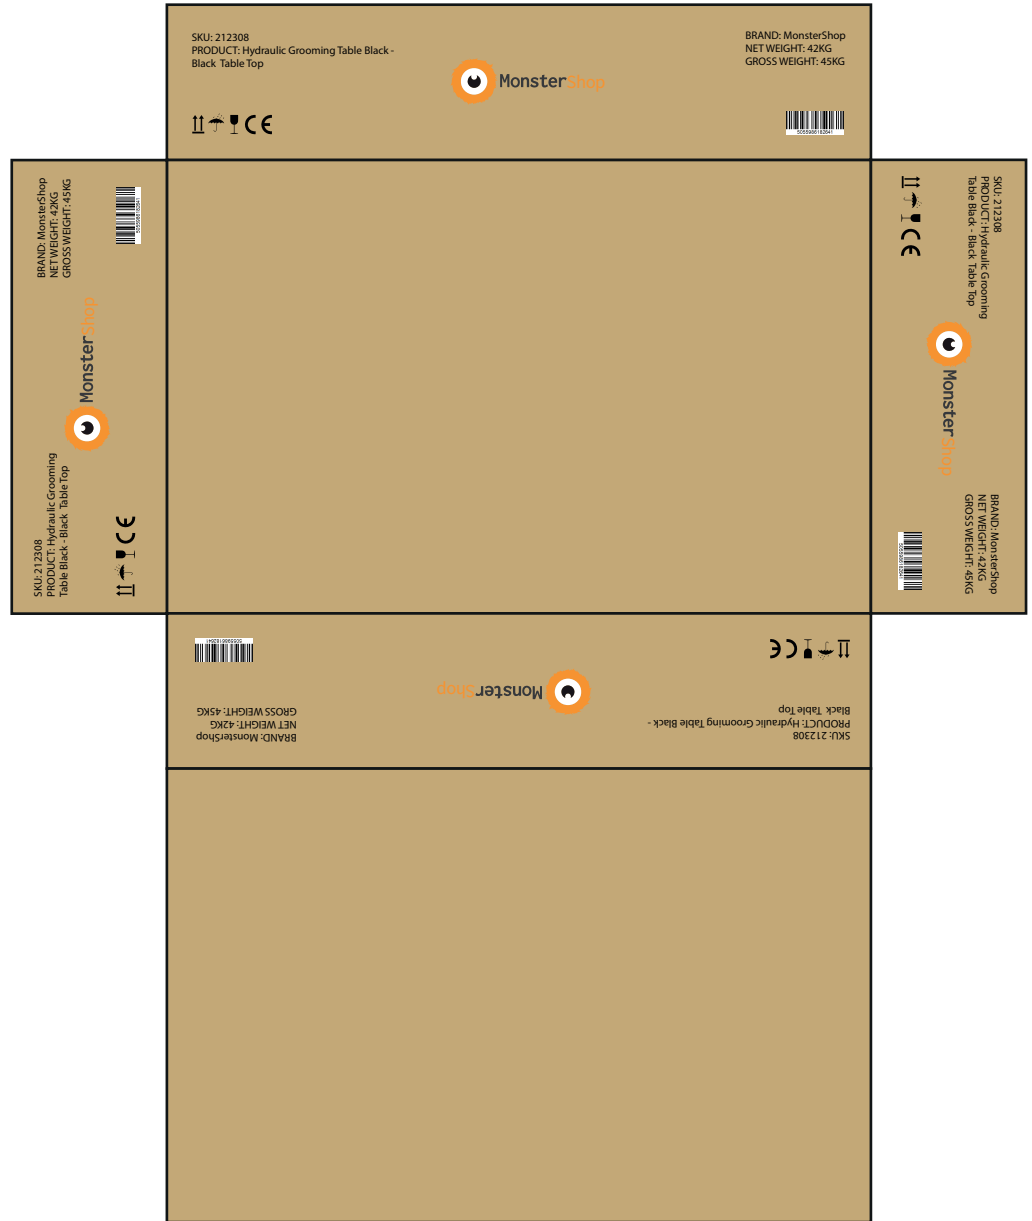 SKU: 212308
PRODUCT: Hydraulic Grooming Table Black -
Black Table Top
MonsterShop
BRAND: MonsterShop
NET WEIGHT: 42KG
GROSS WEIGHT: 45KG
CE
5055986182641
BRAND: MonsterShop
NET WEIGHT: 42KG
GROSS WEIGHT: 45KG
5055986182641
MonsterShop
SKU: 212308
PRODUCT: Hydraulic Grooming
Table Black - Black Table Top
CE
SKU: 212308
PRODUCT: Hydraulic Grooming
Table Black - Black Table Top
CE
MonsterShop
BRAND: MonsterShop
NET WEIGHT: 42KG
GROSS WEIGHT: 45KG
5055986182641
SKU: 212308
PRODUCT: Hydraulic Grooming Table Black -
Black Table Top
MonsterShop
BRAND: MonsterShop
NET WEIGHT: 42KG
GROSS WEIGHT: 45KG
CE
5055986182641